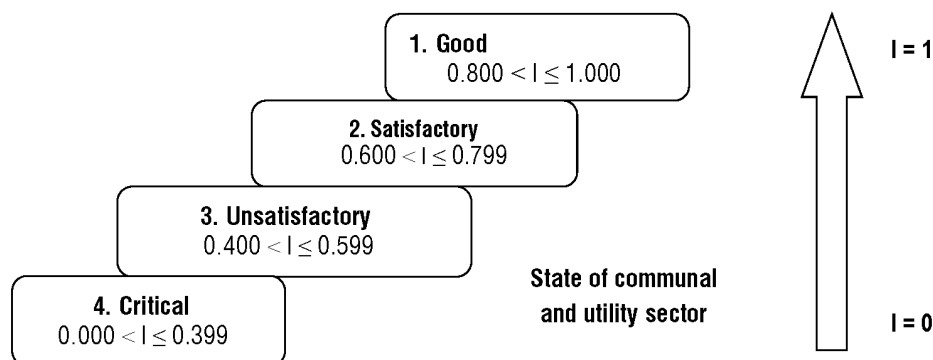 1. Good
0.800 < I ≤ 1.000
I = 1
2. Satisfactory
0.600 < I ≤ 0.799
3. Unsatisfactory
0.400 < I ≤ 0.599
State of communal
and utility sector
4. Critical
0.000 < I ≤ 0.399
I = 0